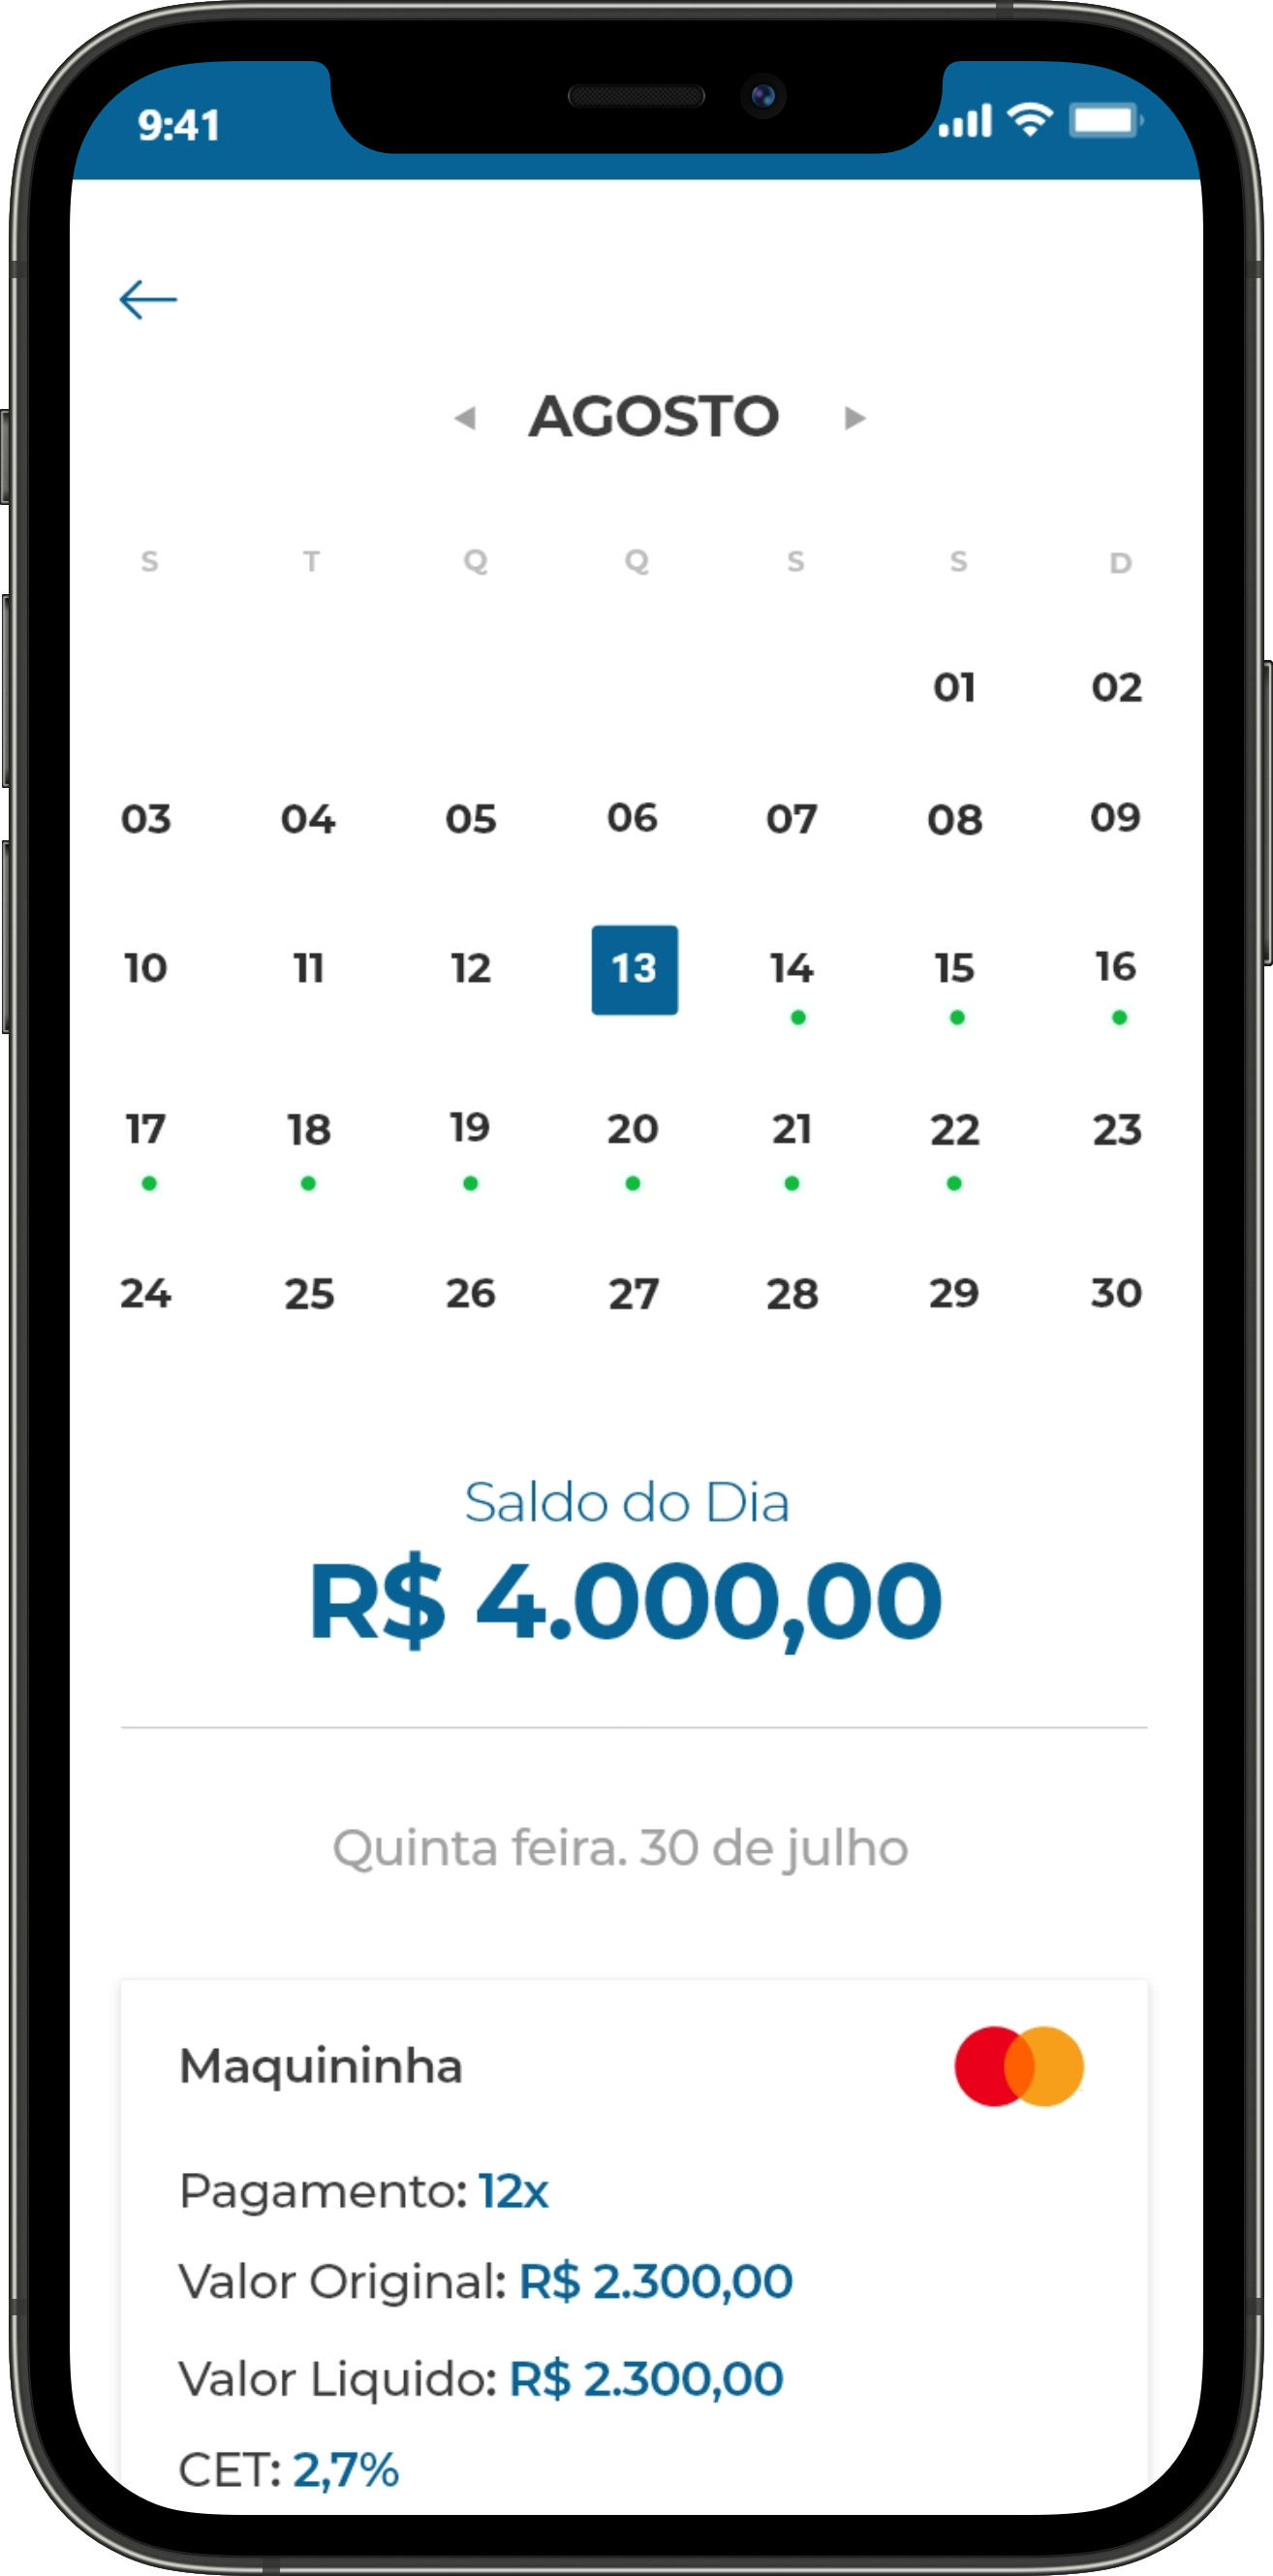 9:41
AGOSTO
S T Q Q S S D
01 02
03 04 05 06 07 08 09
10 11 12 13 14 15 16
17 18 19 20 21 22 23
24 25 26 27 28 29 30
Saldo do Dia
R$ 4.000,00
Quinta feira. 30 de julho
Maquininha
Pagamento: 12x
Valor Original: R$ 2.300,00
Valor Liquido: R$ 2.300,00
CET: 2,7%